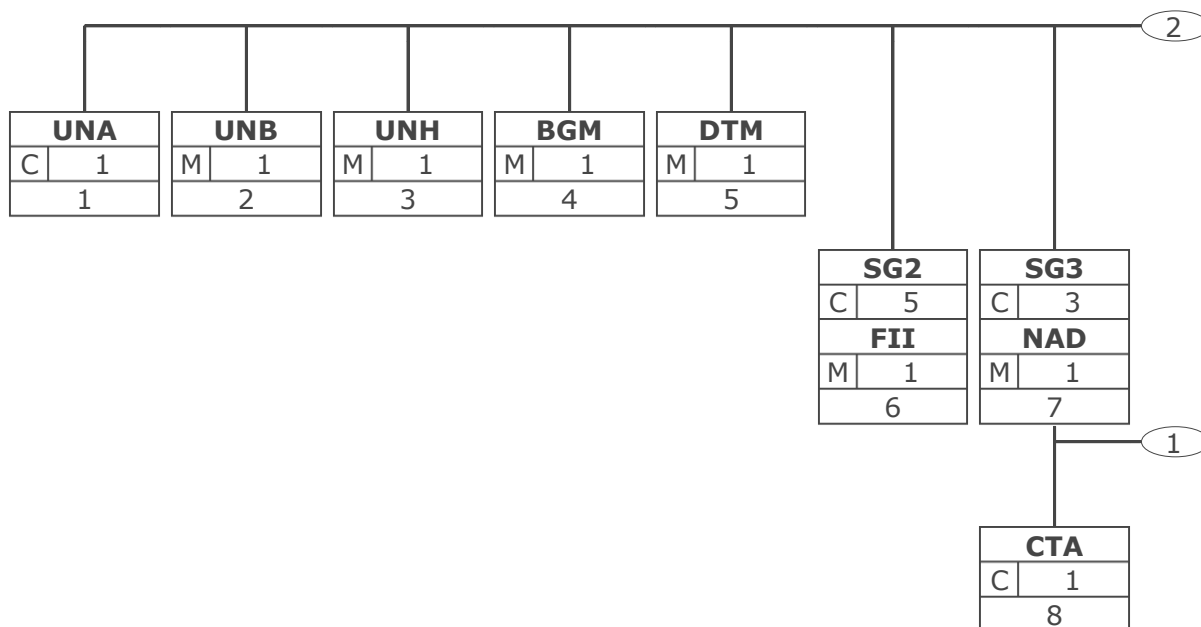 2
UNA UNB UNH BGM DTM
C 1 M 1 M 1 M 1 M 1
1 2 3 4 5
SG2 SG3
C 5 C 3
FII NAD
M 1 M 1
6 7
1
CTA
C 1
8